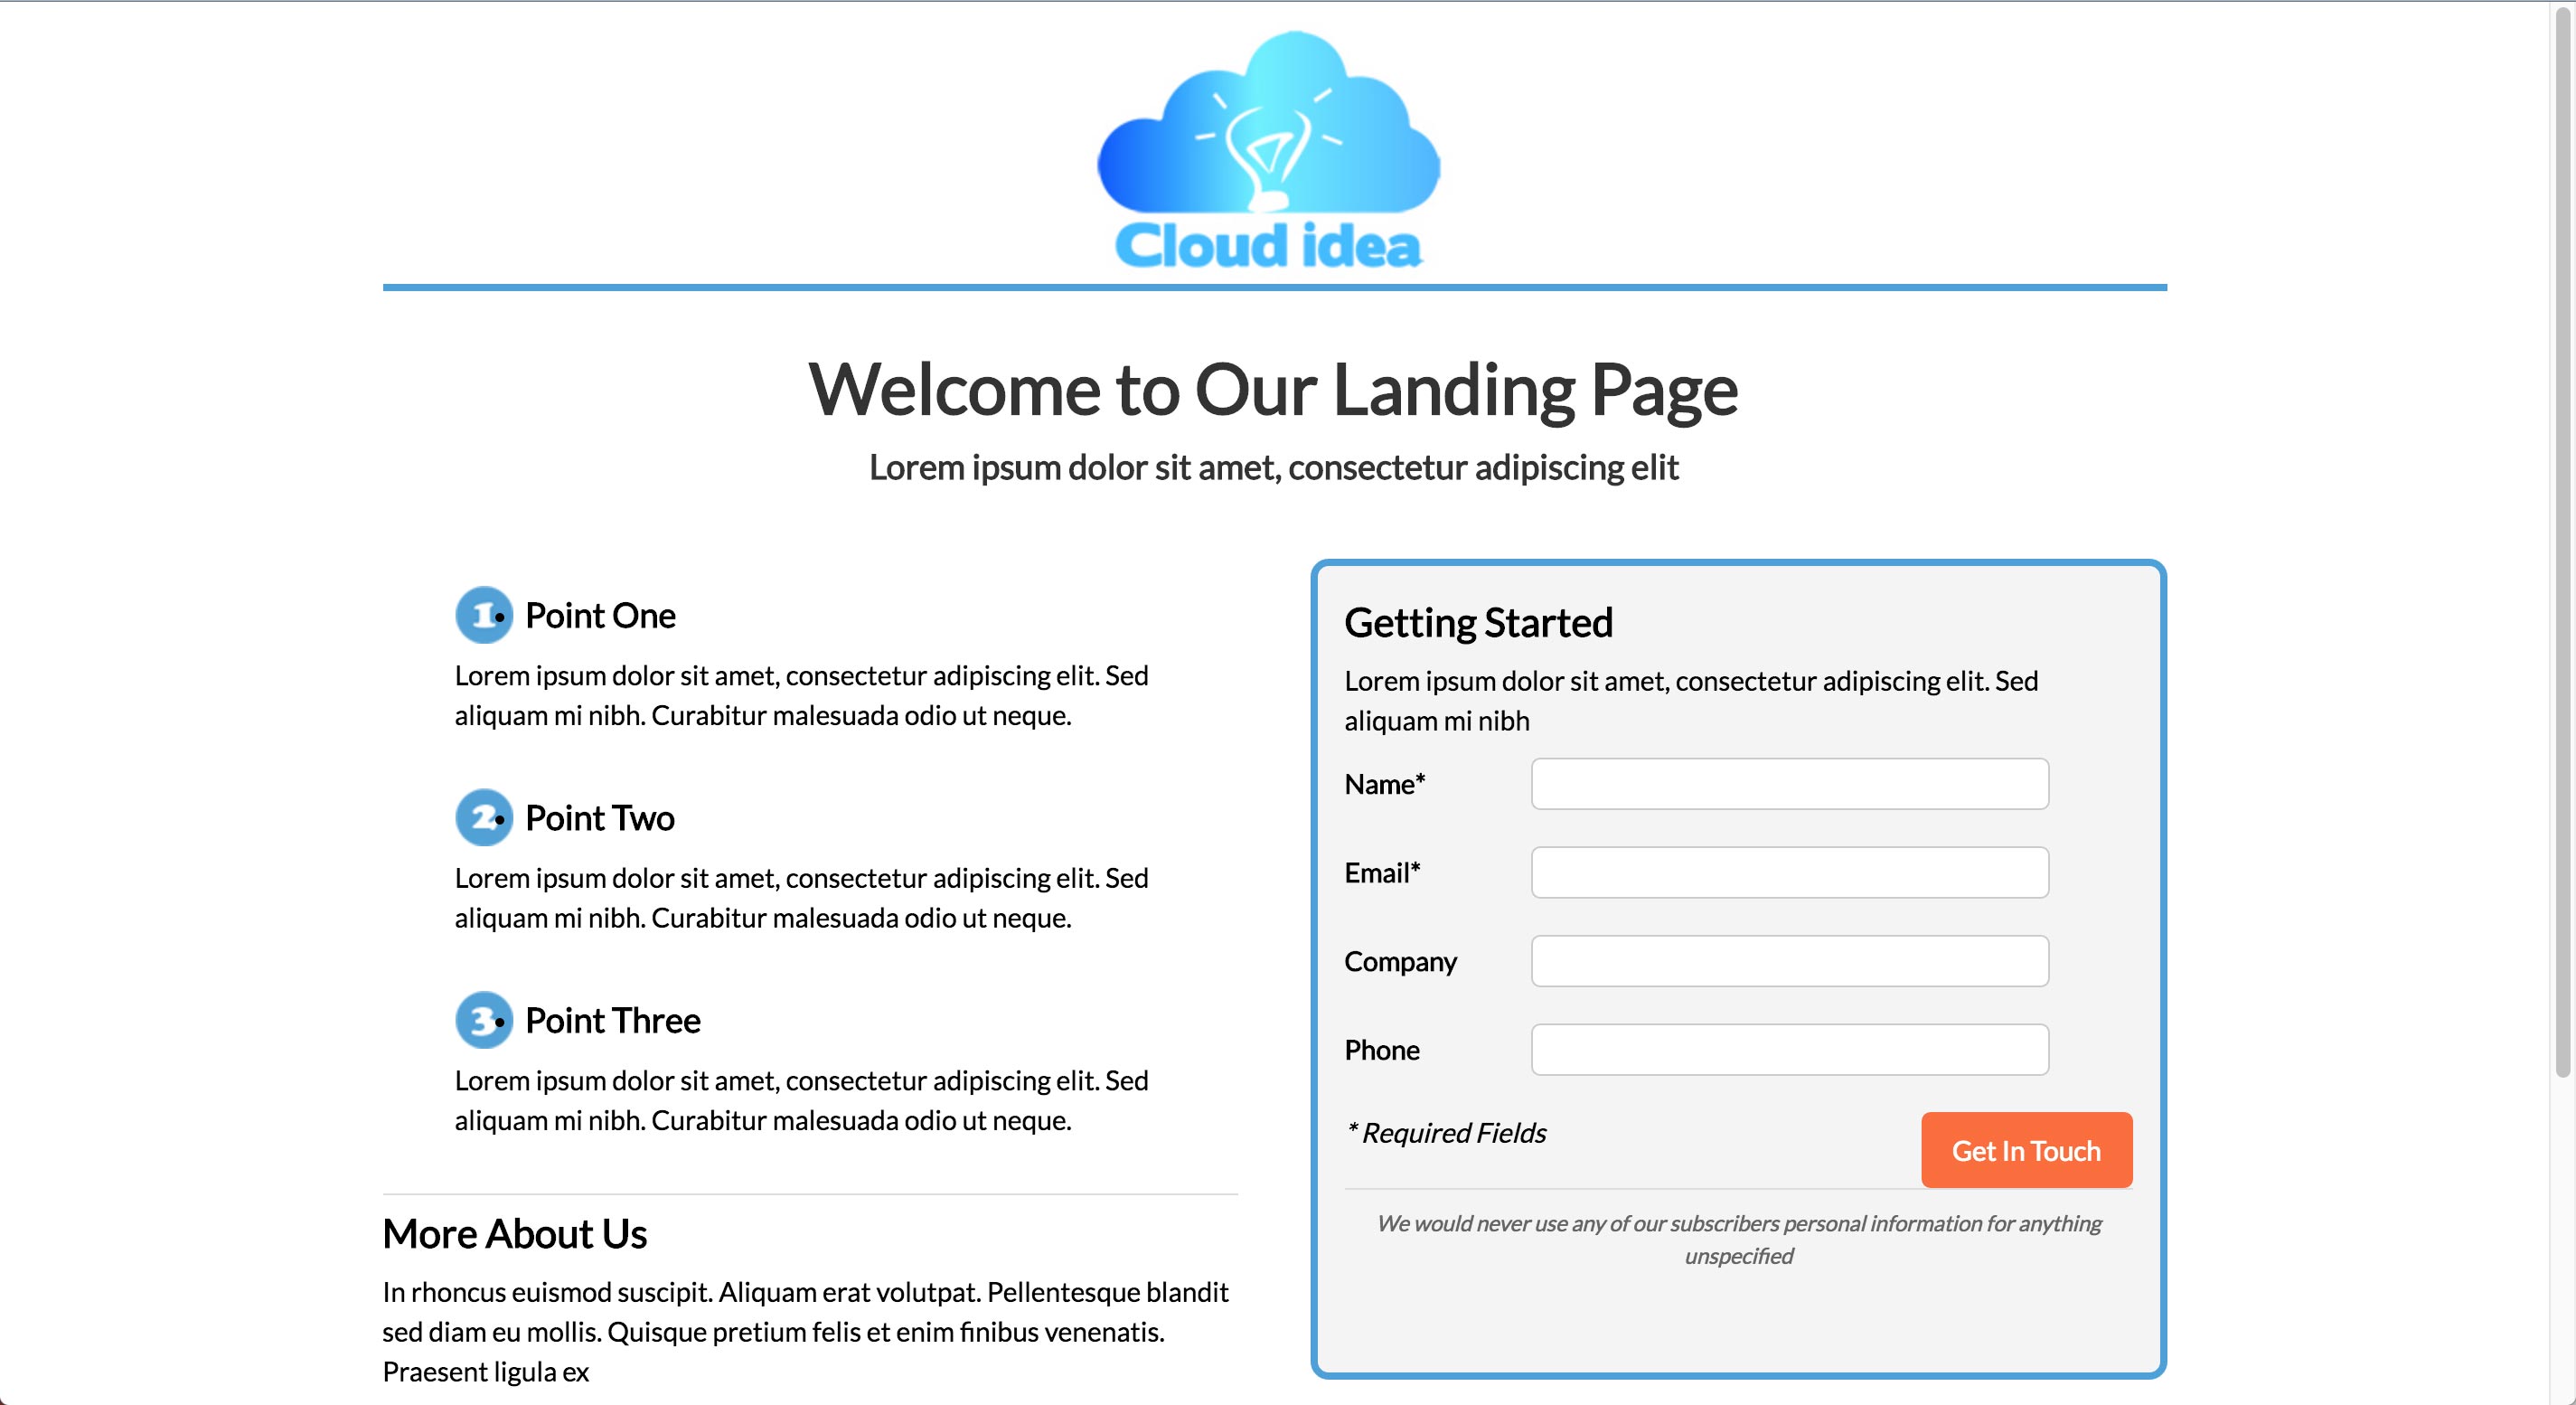 Cloud idea
Welcome to Our Landing Page
Lorem ipsum dolor sit amet, consectetur adipiscing elit
1 Point One
Lorem ipsum dolor sit amet, consectetur adipiscing elit. Sed
aliquam mi nibh. Curabitur malesuada odio ut neque.
2 Point Two
Lorem ipsum dolor sit amet, consectetur adipiscing elit. Sed
aliquam mi nibh. Curabitur malesuada odio ut neque.
3 Point Three
Lorem ipsum dolor sit amet, consectetur adipiscing elit. Sed
aliquam mi nibh. Curabitur malesuada odio ut neque.
More About Us
In rhoncus euismod suscipit. Aliquam erat volutpat. Pellentesque blandit
sed diam eu mollis. Quisque pretium felis et enim finibus venenatis.
Praesent ligula ex
Getting Started
Lorem ipsum dolor sit amet, consectetur adipiscing elit. Sed
aliquam mi nibh
Name*
Email*
Company
Phone
* Required Fields
Get In Touch
We would never use any of our subscribers personal information for anything
unspecified